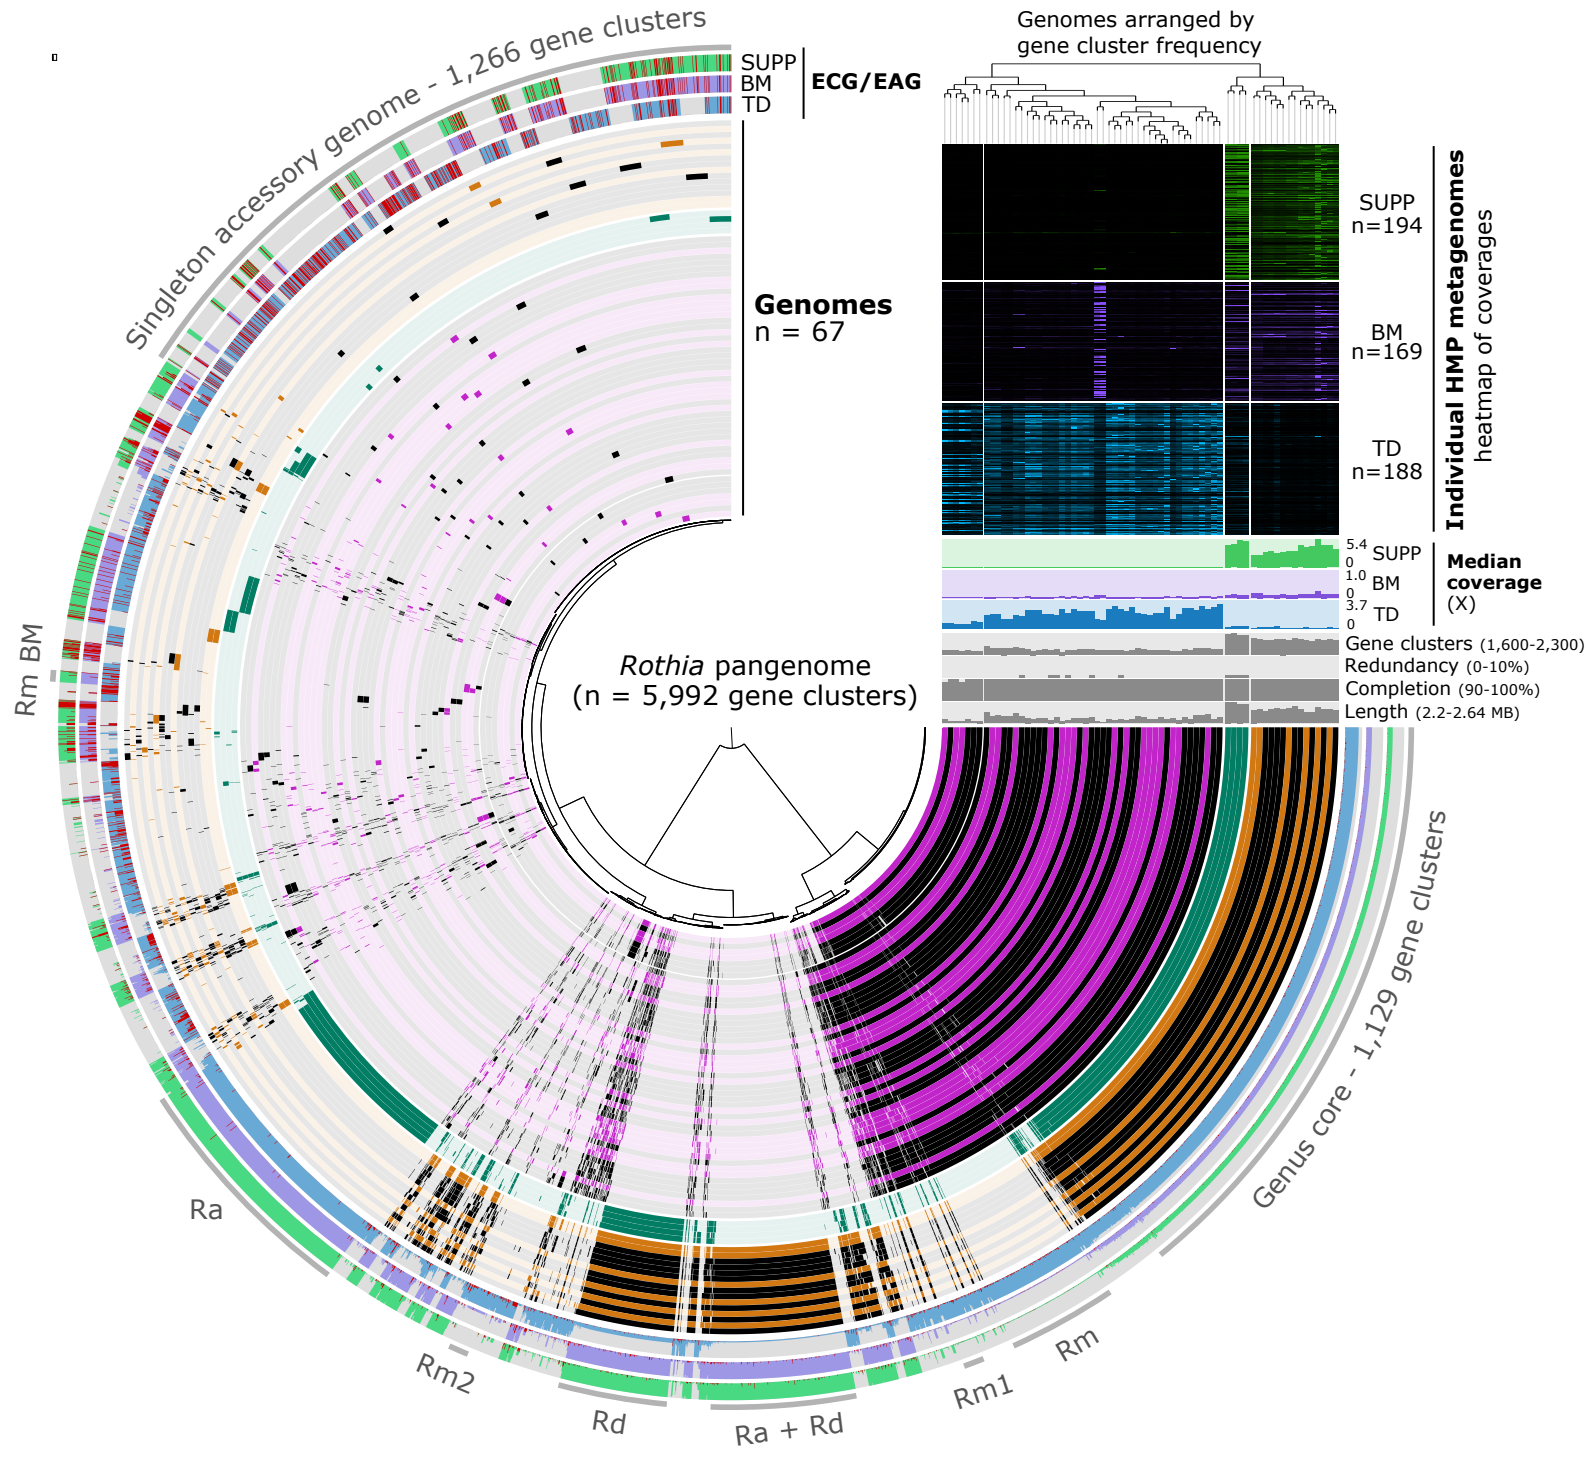 Singleton accessory genome - 1,266 gene clusters
SUPP
BM
TD
ECG/EAG
Genomes arranged by
gene cluster frequency
Genomes
n = 67
SUPP
n=194
BM
n=169
TD
n=188
Individual HMP metagenomes
heatmap of coverages
5.4
0
SUPP
1.0
0
BM
3.7
0
TD
Median
coverage
(X)
Gene clusters (1,600-2,300)
Redundancy (0-10%)
Completion (90-100%)
Length (2.2-2.64 MB)
Rothia pangenome
(n = 5,992 gene clusters)
Rm BM
Ra
Rm2
Rd
Ra + Rd
Rm1
Rm
Genus core - 1,129 gene clusters